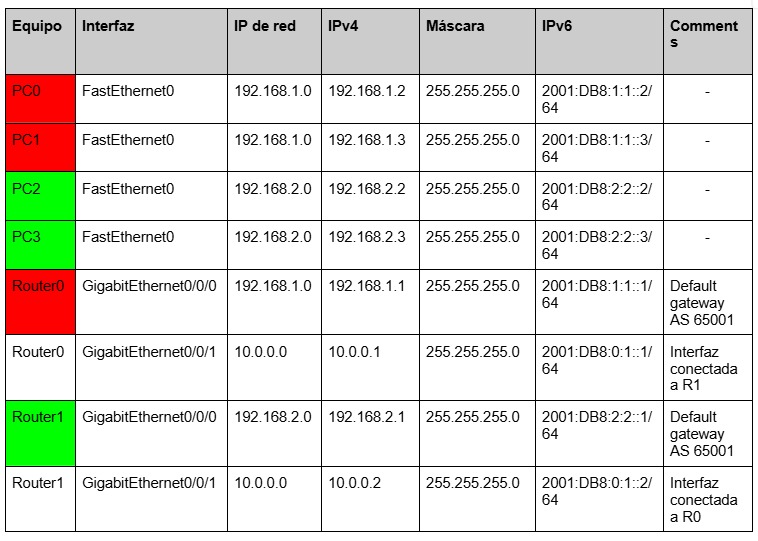 Equipo Interfaz IP de red IPv4 Máscara IPv6 Comment
s
PC0 FastEthernet0 192.168.1.0 192.168.1.2 255.255.255.0 2001:DB8:1:1::2/ -
64
PC1 FastEthernet0 192.168.1.0 192.168.1.3 255.255.255.0 2001:DB8:1:1::3/ -
64
PC2 FastEthernet0 192.168.2.0 192.168.2.2 255.255.255.0 2001:DB8:2:2::2/ -
64
PC3 FastEthernet0 192.168.2.0 192.168.2.3 255.255.255.0 2001:DB8:2:2::3/ -
64
Router0 GigabitEthernet0/0/0 192.168.1.0 192.168.1.1 255.255.255.0 2001:DB8:1:1::1/ Default
64 gateway
AS 65001
Router0 GigabitEthernet0/0/1 10.0.0.0 10.0.0.1 255.255.255.0 2001:DB8:0:1::1/ Interfaz
64 conectada
a R1
Router1 GigabitEthernet0/0/0 192.168.2.0 192.168.2.1 255.255.255.0 2001:DB8:2:2::1/ Default
64 gateway
AS 65001
Router1 GigabitEthernet0/0/1 10.0.0.0 10.0.0.2 255.255.255.0 2001:DB8:0:1::2/ Interfaz
64 conectada
a R0